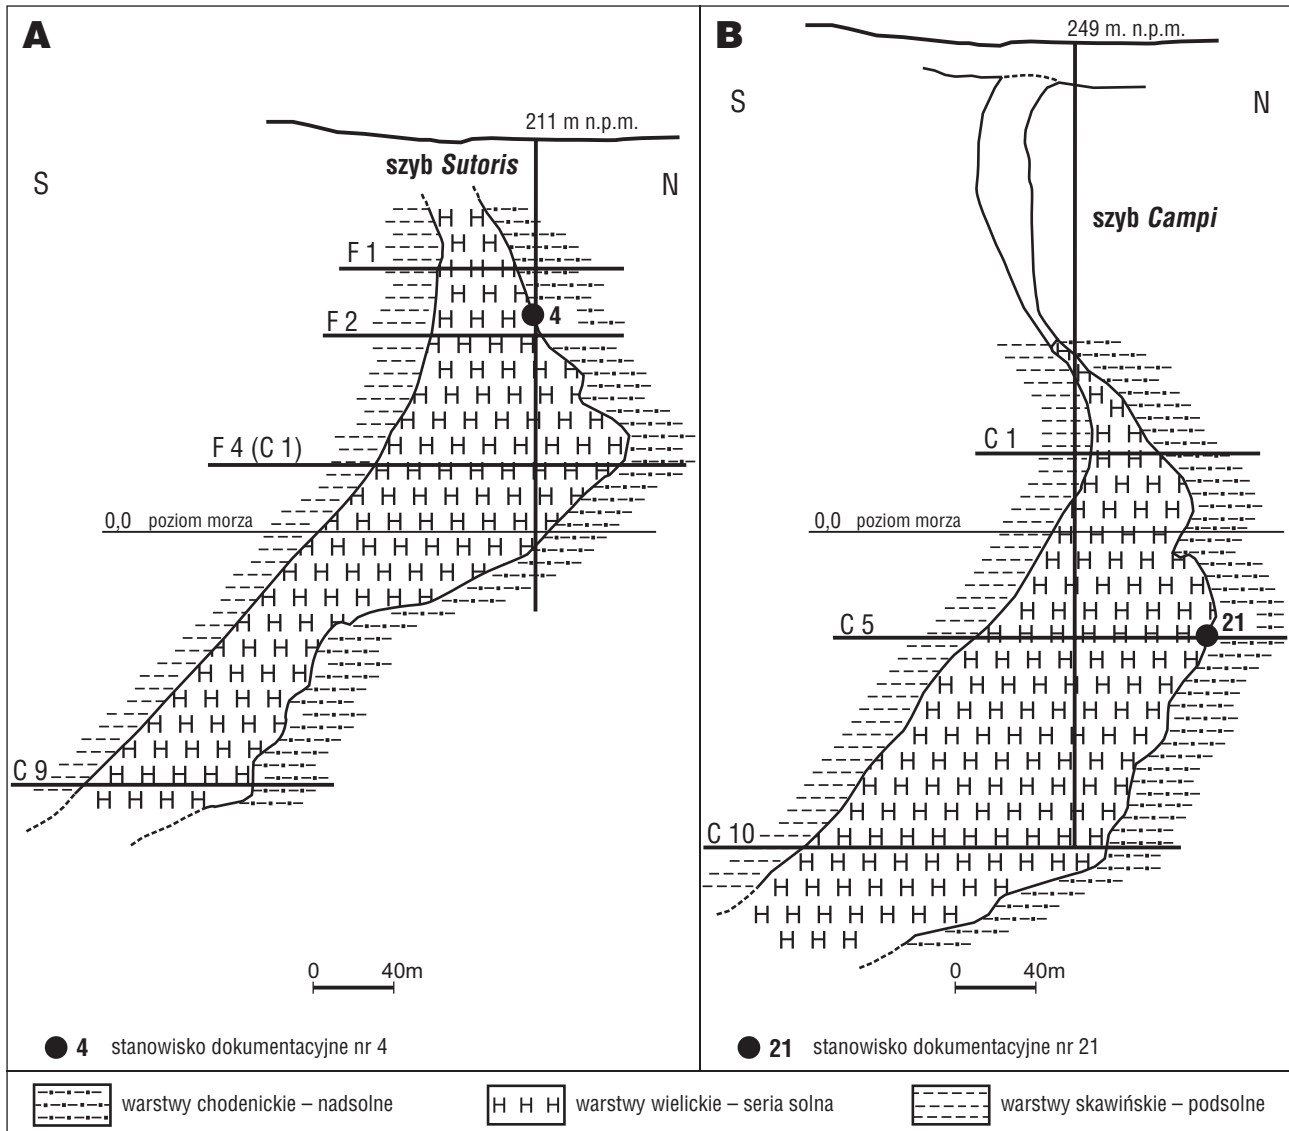 A
211 m n.p.m.
szyb Sutoris
S
N
F 1
4
F 2
F 4 (C 1)
0,0 poziom morza
C 9
0 40m
4 stanowisko dokumentacyjne nr 4
B
249 m. n.p.m.
S
N
szyb Campi
C 1
0,0 poziom morza
C 5
21
C 10
0 40m
21 stanowisko dokumentacyjne nr 21
warstwy chodenickie – nadsolne
H H H warstwy wielickie – seria solna
warstwy skawińskie – podsolne